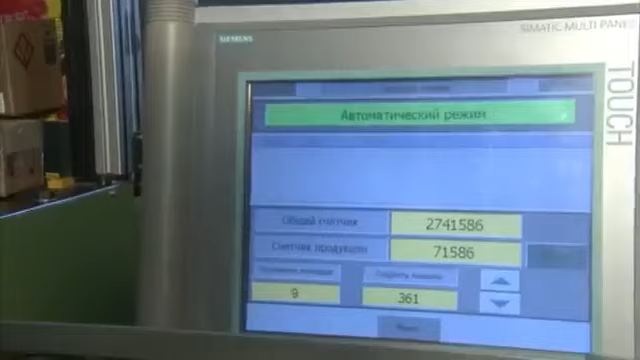 SIEMENS
SIMATIC MULTI PANEL
TOUCH
Автоматический режим
Общий счетчик 2741586
Счетчик продукции 71586
9 361